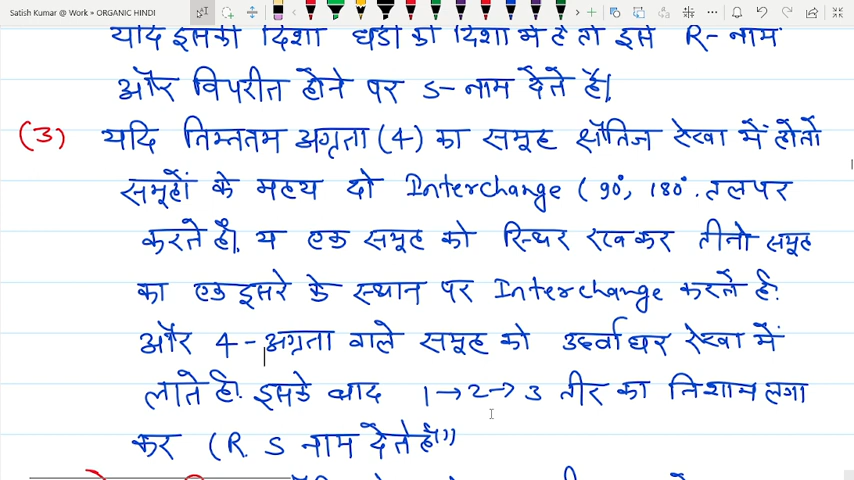 Satish Kumar @ Work » ORGANIC HINDI
यदि इसकी दिशा घडी की दिशा में है तो इसे R-नाम
और विपरीत होने पर S-नाम देते हैं।
(3) यदि निम्नतम अग्रता (4) का समूह क्षैतिज रेखा में हो तो
समूहों के मध्य दो Interchange (90°, 180° तल पर
करते हैं। य एक समूह को स्थिर रखकर तीनो समूह
का एक दूसरे के स्थान पर Interchange करते है.
और 4-अग्रता वाले समूह को उर्ध्वाधर रेखा में
लाते है. इसके बाद 1→2→3 तीर का निशान लगा
कर (R. S नाम देते है))